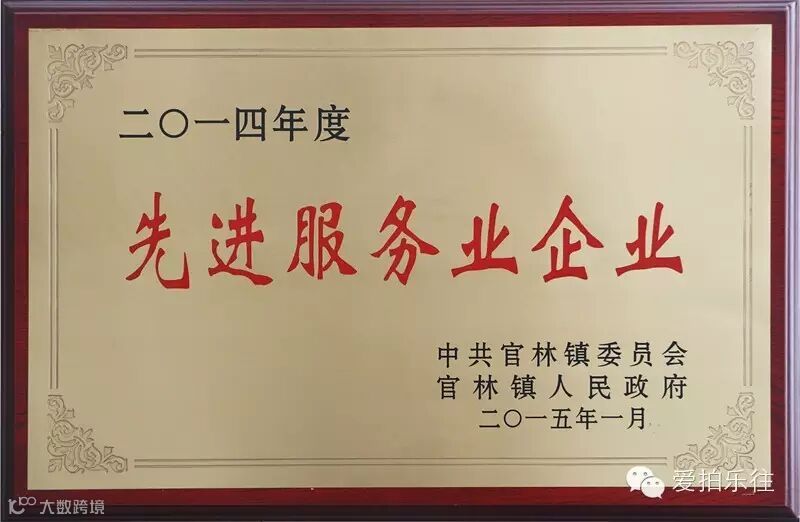 二〇一四年度
先进服务业企业
中共官林镇委员会
官林镇人民政府
二〇一五年一月
爱拍乐往
大数跨境